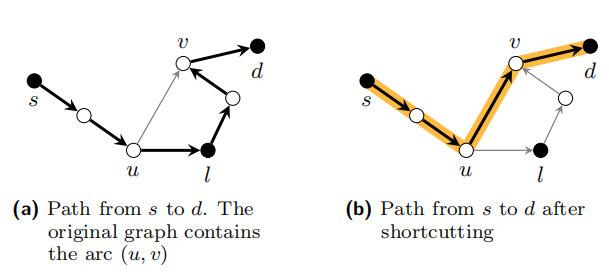 v
d
s
u
l
(a) Path from s to d. The
original graph contains
the arc (u, v)
v
d
s
u
l
(b) Path from s to d after
shortcutting